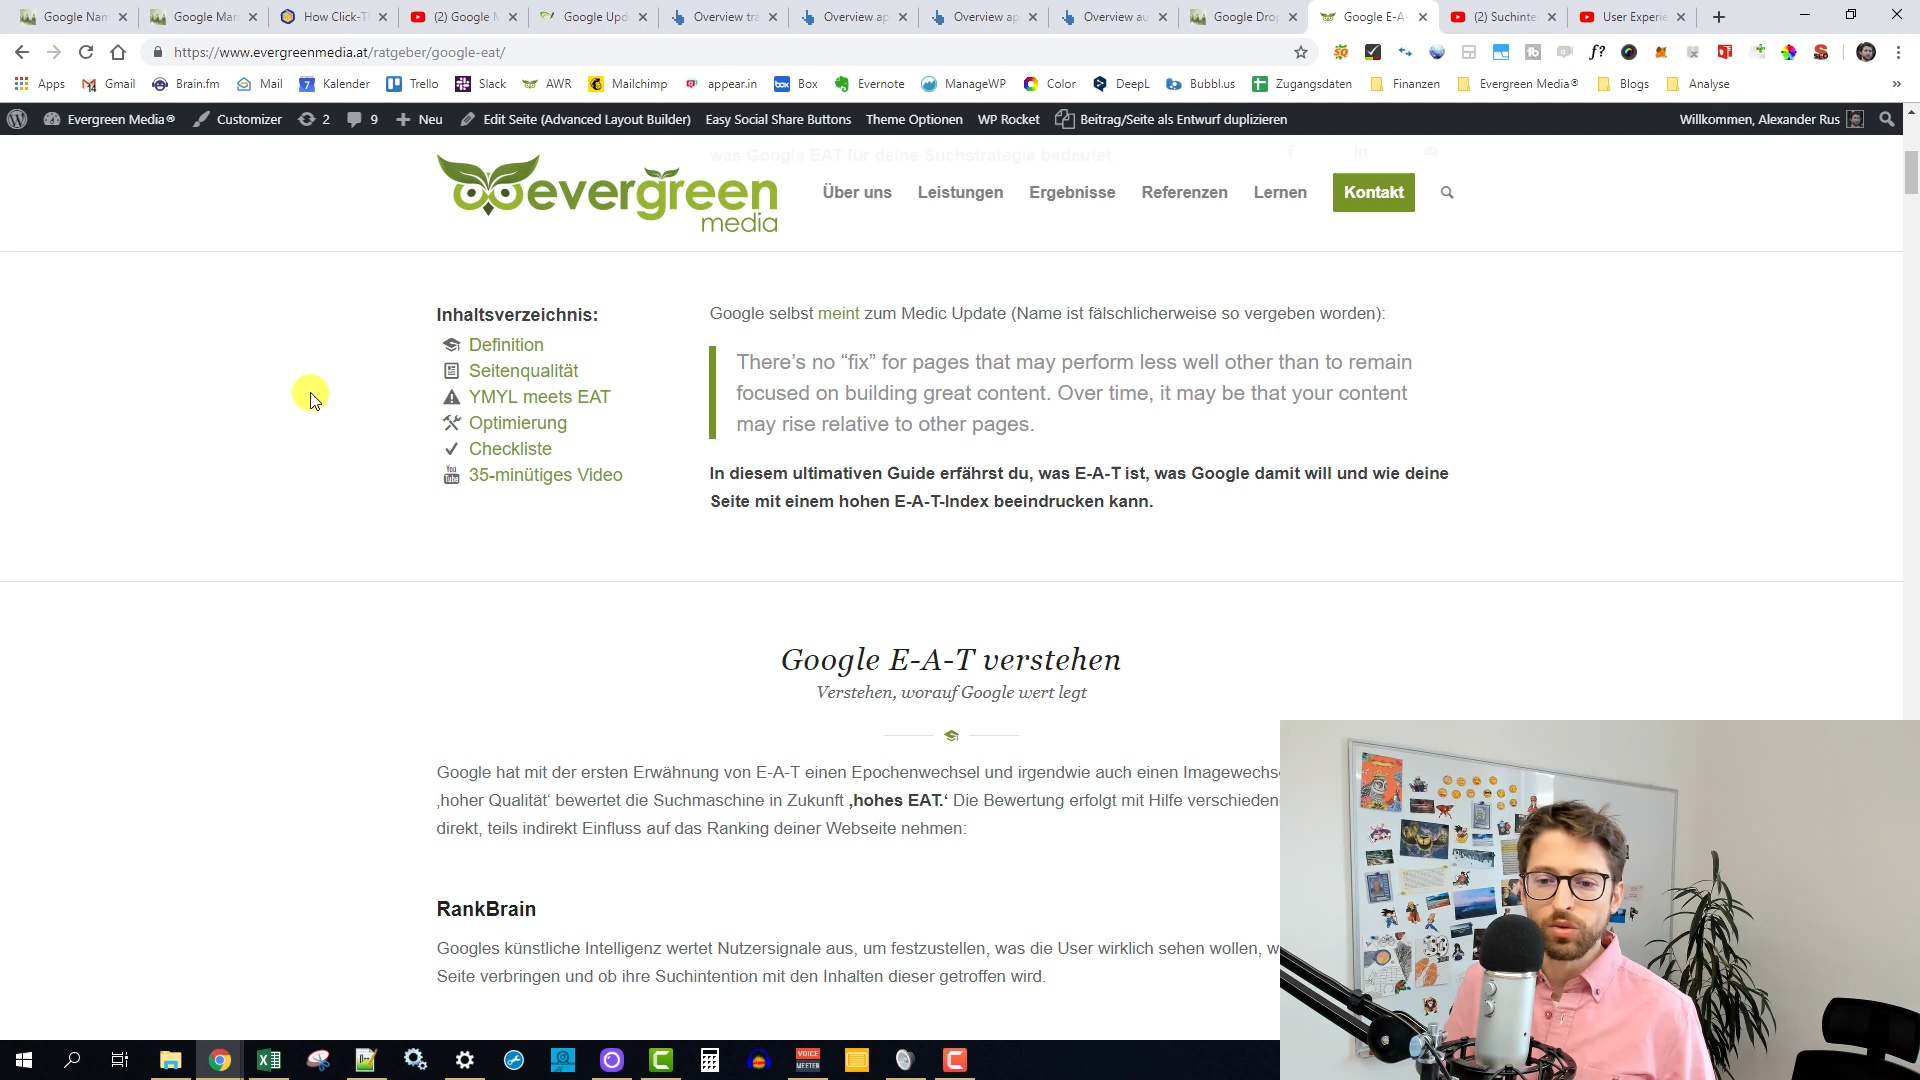 Google Nam
Google Mar
How Click-T
(2) Google M
Google Upd
Overview tra
Overview ap
Overview ap
Overview au
Google Drop
Google E-A-
(2) Suchinte
User Experie
https://www.evergreenmedia.at/ratgeber/google-eat/
Apps Gmail Brain.fm Mail Kalender Trello Slack AWR Mailchimp appear.in Box Evernote ManageWP Color DeepL Bubbl.us Zugangsdaten Finanzen Evergreen Media® Blogs Analyse »
Evergreen Media® Customizer 2 9 Neu Edit Seite (Advanced Layout Builder) Easy Social Share Buttons Theme Optionen WP Rocket Beitrag/Seite als Entwurf duplizieren Willkommen, Alexander Rus
was Google EAT für deine Suchstrategie bedeutet
evergreen
media
Über uns Leistungen Ergebnisse Referenzen Lernen Kontakt
Inhaltsverzeichnis:
Definition
Seitenqualität
YMYL meets EAT
Optimierung
Checkliste
35-minütiges Video
Google selbst meint zum Medic Update (Name ist fälschlicherweise so vergeben worden):
There’s no “fix” for pages that may perform less well other than to remain
focused on building great content. Over time, it may be that your content
may rise relative to other pages.
In diesem ultimativen Guide erfährst du, was E-A-T ist, was Google damit will und wie deine
Seite mit einem hohen E-A-T-Index beeindrucken kann.
Google E-A-T verstehen
Verstehen, worauf Google wert legt
Google hat mit der ersten Erwähnung von E-A-T einen Epochenwechsel und irgendwie auch einen Imagewechse
‚hoher Qualität‘ bewertet die Suchmaschine in Zukunft ‚hohes EAT.‘ Die Bewertung erfolgt mit Hilfe verschieden
direkt, teils indirekt Einfluss auf das Ranking deiner Webseite nehmen:
RankBrain
Googles künstliche Intelligenz wertet Nutzersignale aus, um festzustellen, was die User wirklich sehen wollen, w
Seite verbringen und ob ihre Suchintention mit den Inhalten dieser getroffen wird.
VOICE
MEETER